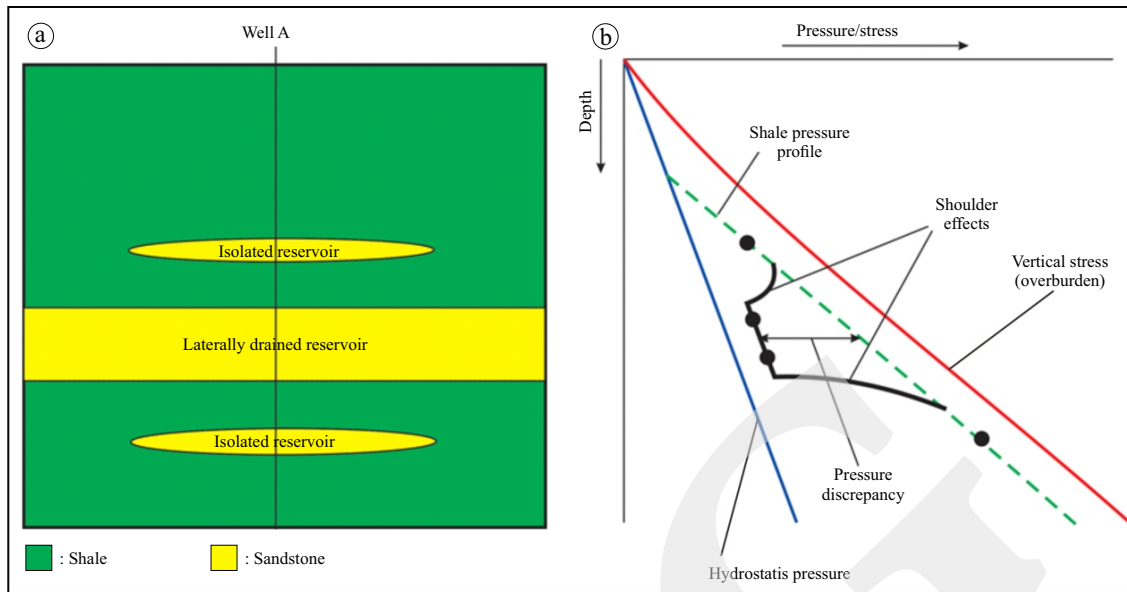 a
Well A
Isolated reservoir
Laterally drained reservoir
Isolated reservoir
: Shale
: Sandstone
b
Pressure/stress
Depth
Shale pressure
profile
Shoulder
effects
Vertical stress
(overburden)
Pressure
discrepancy
Hydrostatis pressure